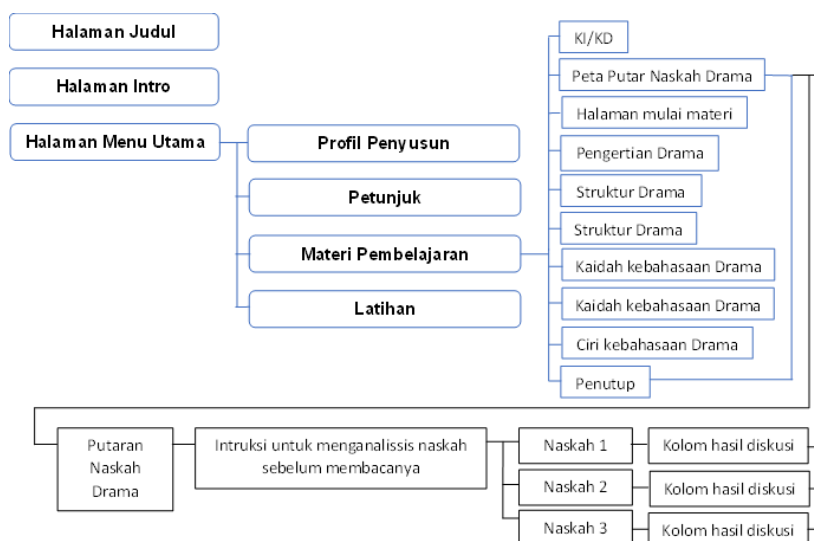 Halaman Judul
Halaman Intro
Halaman Menu Utama
Profil Penyusun
Petunjuk
Materi Pembelajaran
Latihan
KI/KD
Peta Putar Naskah Drama
Halaman mulai materi
Pengertian Drama
Struktur Drama
Struktur Drama
Kaidah kebahasaan Drama
Kaidah kebahasaan Drama
Ciri kebahasaan Drama
Penutup
Putaran
Naskah
Drama
Intruksi untuk menganalissis naskah
sebelum membacanya
Naskah 1
Kolom hasil diskusi
Naskah 2
Kolom hasil diskusi
Naskah 3
Kolom hasil diskusi